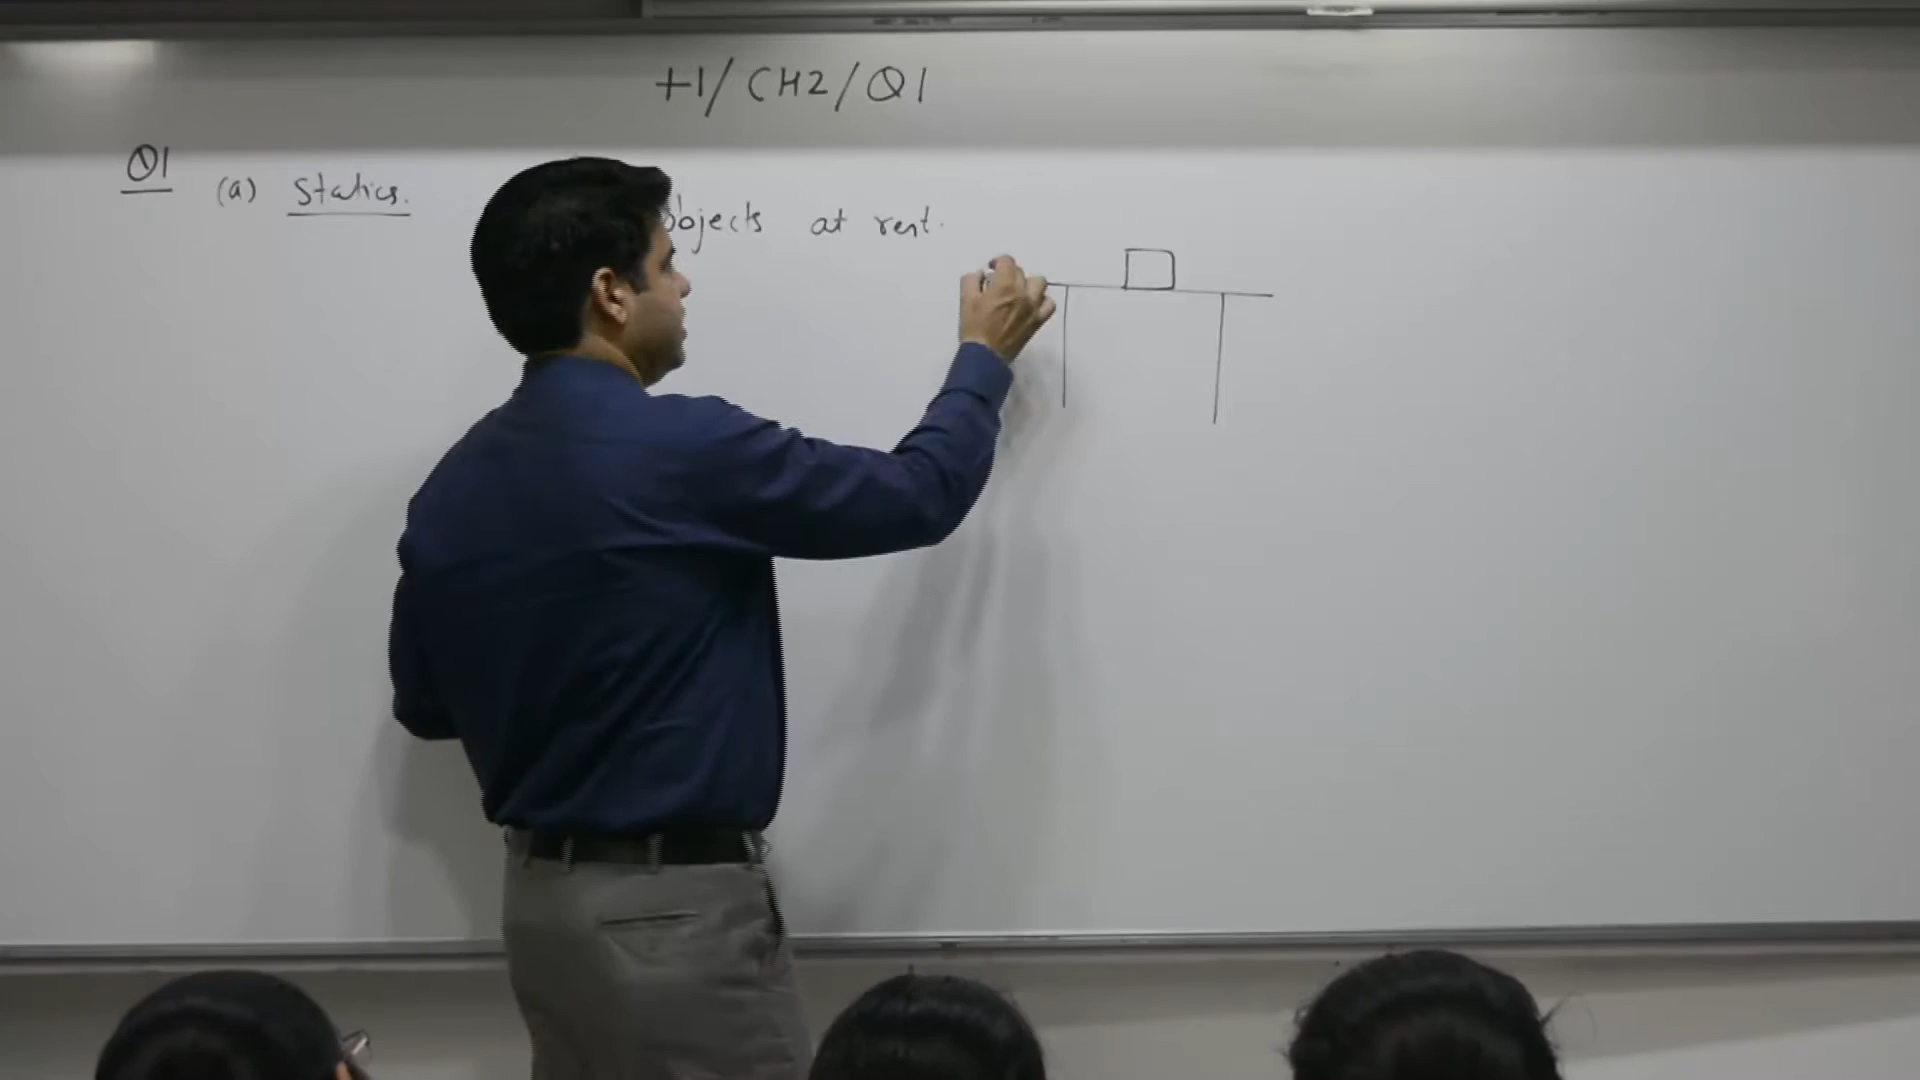 +1/CH2/Q1
Q1 (a) Statics.
objects at rest.